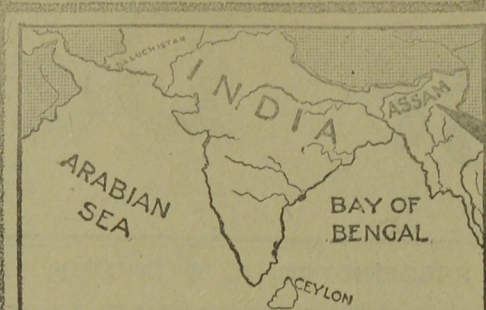 BALUCHISTAN
INDIA
ASSAM
ARABIAN
SEA
BAY OF
BENGAL
CEYLON